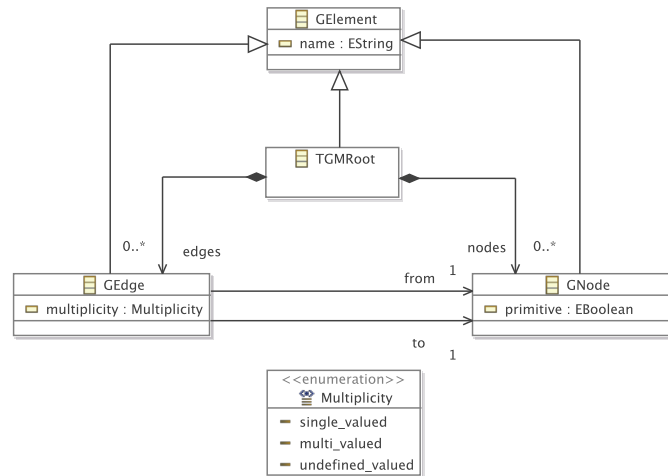 GElement
name : EString
TGMRoot
0..*
edges
nodes
0..*
GEdge
multiplicity : Multiplicity
from
1
GNode
primitive : EBoolean
to
1
<<enumeration>>
Multiplicity
single_valued
multi_valued
undefined_valued